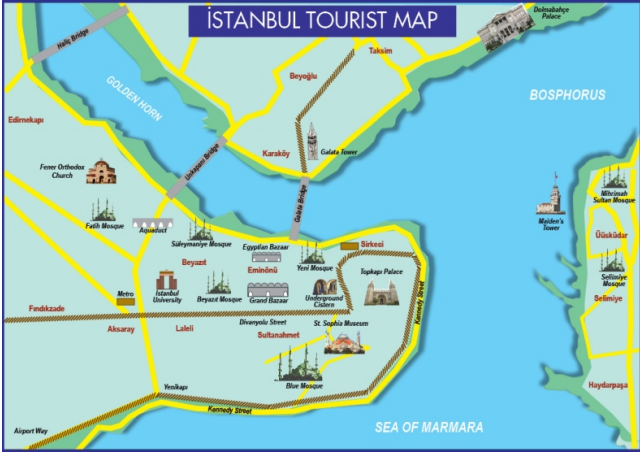 İSTANBUL TOURIST MAP
Dolmabahçe
Palace
Haliç Bridge
Taksim
Beyoğlu
GOLDEN HORN
BOSPHORUS
Edirnekapı
Unkapanı Bridge
Karaköy
Galata Tower
Fener Orthodox
Church
Galata Bridge
Mihrimah
Sultan Mosque
Maiden's
Tower
Fatih Mosque
Aquaduct
Süleymaniye Mosque
Egyptian Bazaar
Sirkeci
Üüsküdar
Beyazıt
Eminönü
Yeni Mosque
Topkapı Palace
Selimiye
Mosque
Metro
İstanbul
University
Beyazıt Mosque
Grand Bazaar
Underground
Cistern
Kennedy Street
Selimiye
Fındıkzade
Aksaray
Laleli
Divanyolu Street
St. Sophia Museum
Sultanahmet
Blue Mosque
Yenikapı
Haydarpaşa
Kennedy Street
Airport Way
SEA OF MARMARA